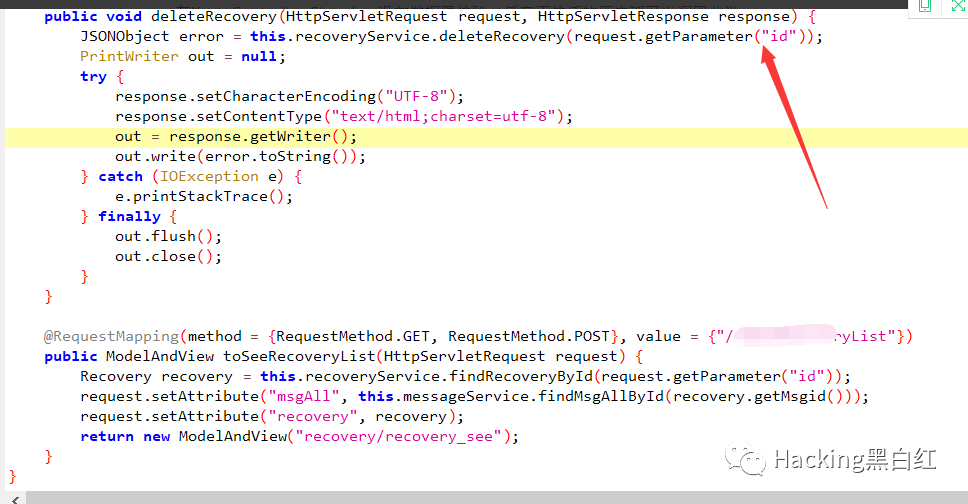 public void deleteRecovery(HttpServletRequest request, HttpServletResponse response) {
JSONObject error = this.recoveryService.deleteRecovery(request.getParameter("id"));
PrintWriter out = null;
try {
response.setCharacterEncoding("UTF-8");
response.setContentType("text/html;charset=utf-8");
out = response.getWriter();
out.write(error.toString());
} catch (IOException e) {
e.printStackTrace();
} finally {
out.flush();
out.close();
}
}
@RequestMapping(method = {RequestMethod.GET, RequestMethod.POST}, value = {"/ryList"})
public ModelAndView toSeeRecoveryList(HttpServletRequest request) {
Recovery recovery = this.recoveryService.findRecoveryById(request.getParameter("id"));
request.setAttribute("msgAll", this.messageService.findMsgAllById(recovery.getMsgid()));
request.setAttribute("recovery", recovery);
return new ModelAndView("recovery/recovery_see");
}
}
Hacking黑白红